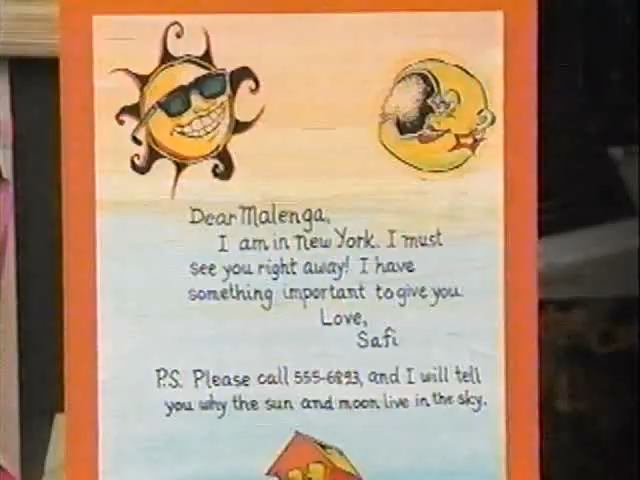 Dear Malenga,
I am in New York. I must
see you right away! I have
something important to give you.
Love,
Safi
P.S. Please call 555-6893, and I will tell
you why the sun and moon live in the sky.